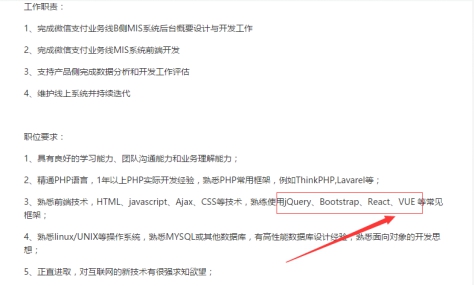 工作职责：
1、完成微信支付业务线B侧MIS系统后台概要设计与开发工作
2、完成微信支付业务线MIS系统前端开发
3、支持产品侧完成数据分析和开发工作评估
4、维护线上系统并持续迭代
职位要求：
1、具有良好的学习能力、团队沟通能力和业务理解能力；
2、精通PHP语言，1年以上PHP实际开发经验，熟悉PHP常用框架，例如ThinkPHP,Lavarel等；
3、熟悉前端技术，HTML、javascript、Ajax、CSS等技术，熟练使用jQuery、Bootstrap、React、VUE 等常见
框架；
4、熟悉linux/UNIX等操作系统，熟悉MYSQL或其他数据库，有高性能数据库设计经验，熟悉面向对象的开发思
想；
5、正直进取，对互联网的新技术有很强求知欲望；